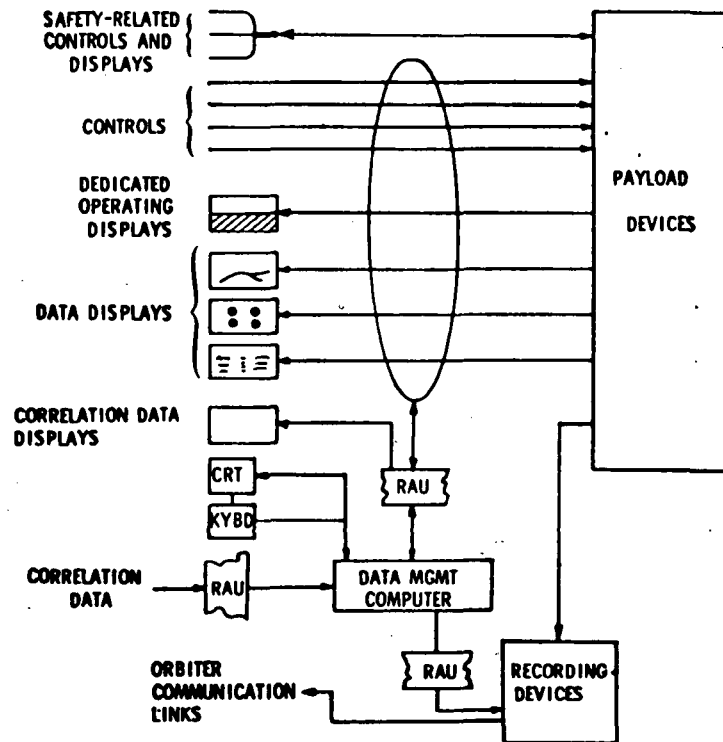 SAFETY-RELATED
CONTROLS AND
DISPLAYS
CONTROLS
PAYLOAD
DEVICES
DEDICATED
OPERATING
DISPLAYS
DATA DISPLAYS
CORRELATION DATA
DISPLAYS
RAU
CRT
KYBD
CORRELATION
DATA
RAU
DATA MGMT
COMPUTER
RAU
RECORDING
DEVICES
ORBITER
COMMUNICATION
LINKS